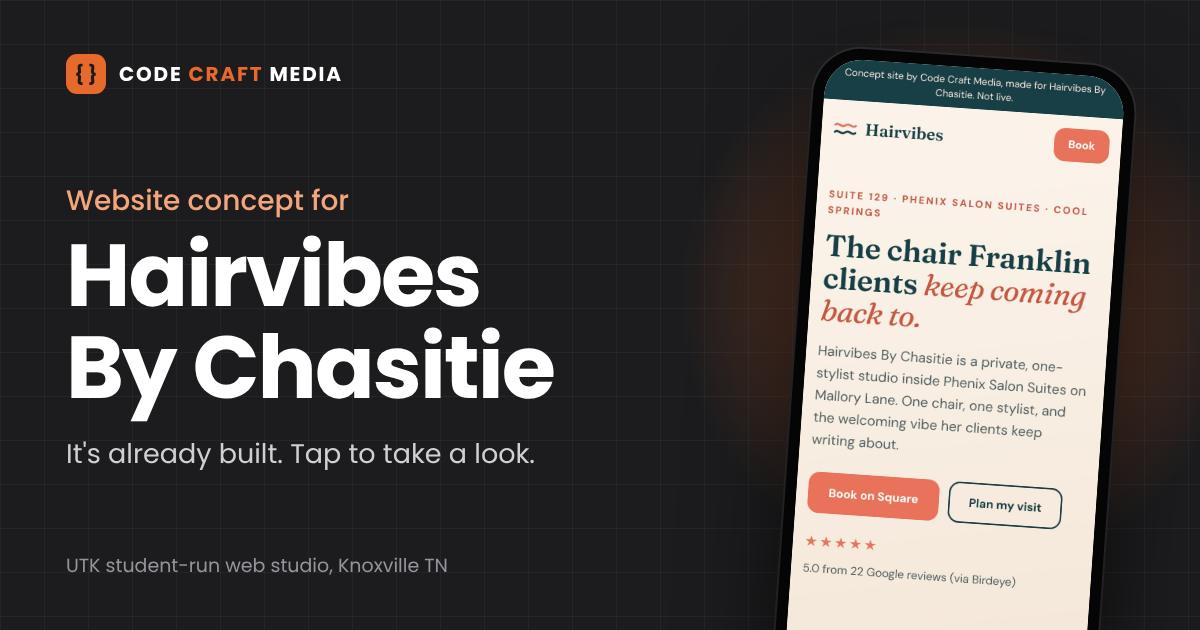 { } CODE CRAFT MEDIA
Website concept for
Hairvibes
By Chasitie
It's already built. Tap to take a look.
UTK student-run web studio, Knoxville TN
Concept site by Code Craft Media, made for Hairvibes By
Chasitie. Not live.
Hairvibes
Book
SUITE 129 · PHENIX SALON SUITES · COOL
SPRINGS
The chair Franklin
clients keep coming
back to.
Hairvibes By Chasitie is a private, one-
stylist studio inside Phenix Salon Suites on
Mallory Lane. One chair, one stylist, and
the welcoming vibe her clients keep
writing about.
Book on Square
Plan my visit
★★★★★
5.0 from 22 Google reviews (via Birdeye)